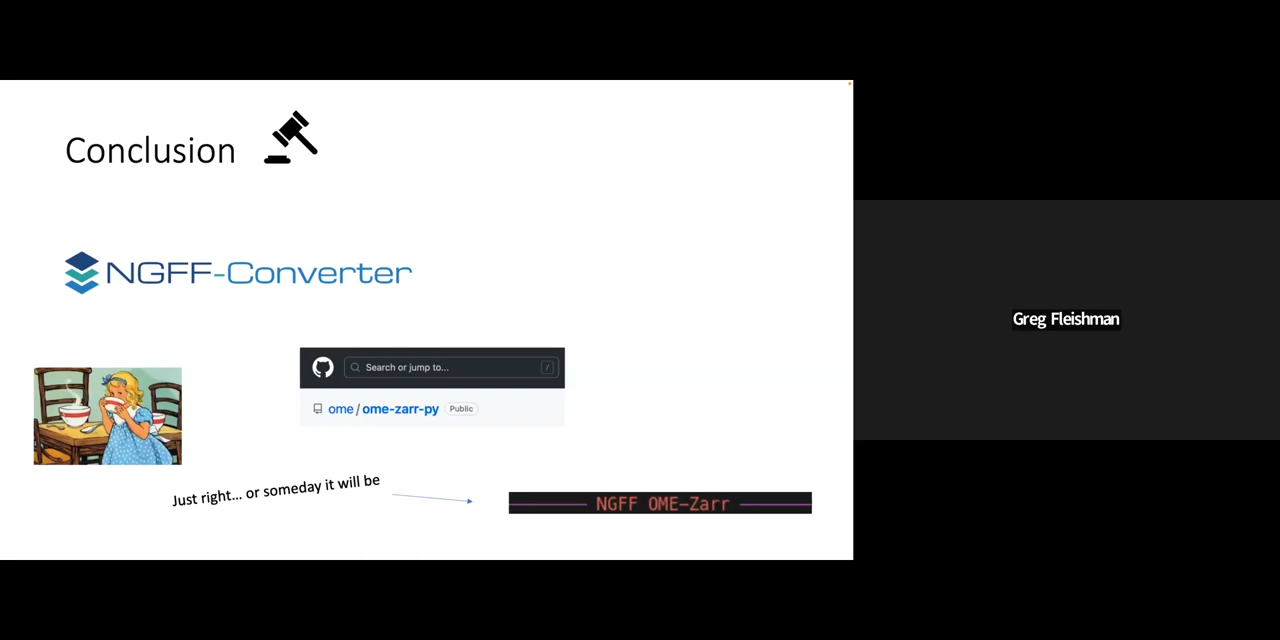 Conclusion
NGFF-Converter
Search or jump to... /
ome / ome-zarr-py Public
Just right... or someday it will be
NGFF OME-Zarr
Greg Fleishman